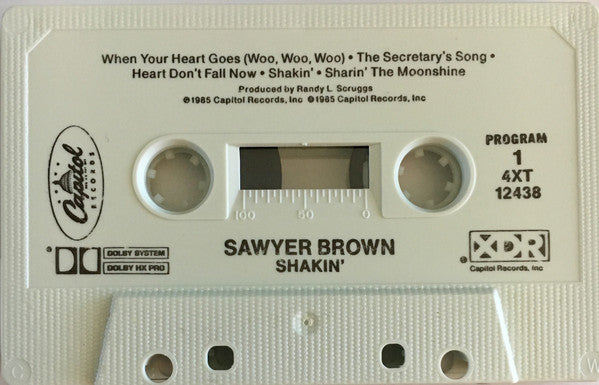 When Your Heart Goes (Woo, Woo, Woo) • The Secretary's Song •
Heart Don't Fall Now • Shakin' • Sharin' The Moonshine
Produced by Randy L. Scruggs
℗1985 Capitol Records, Inc ©1985 Capitol Records, Inc
Capitol
RECORDS
PROGRAM
1
4XT
12438
100 50 0
DOLBY SYSTEM
DOLBY HX PRO
SAWYER BROWN
SHAKIN'
XDR
Capitol Records, Inc